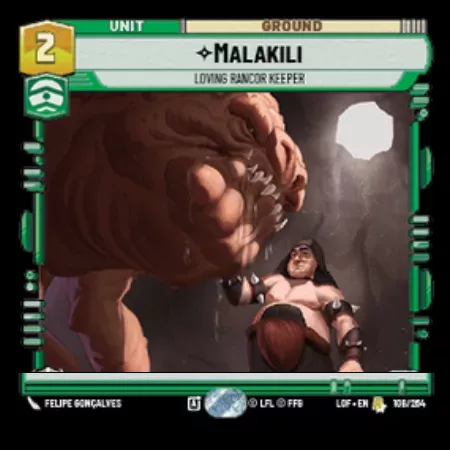 UNIT GROUND
2
✧MALAKILI
LOVING RANCOR KEEPER
FELIPE GONÇALVES A © LFL © FFG LOF • EN 108/264